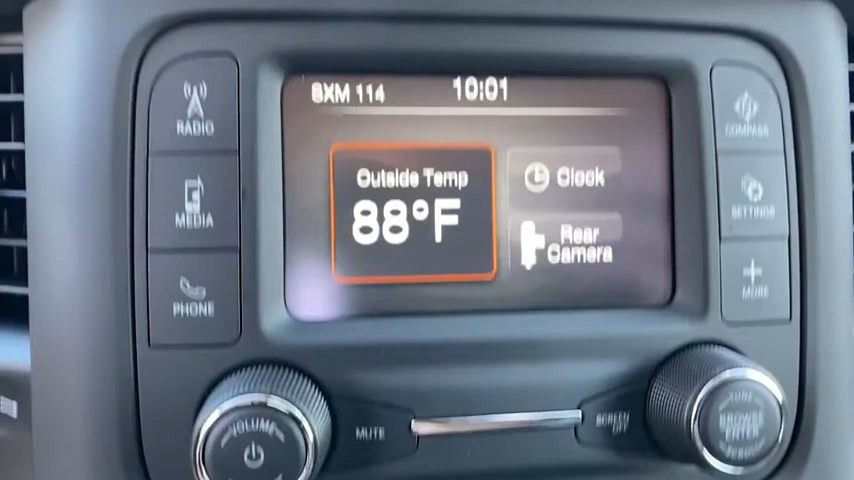 SXM 114
10:01
RADIO
MEDIA
PHONE
Outside Temp
88°F
Clock
Rear
Camera
COMPASS
SETTINGS
MORE
VOLUME
MUTE
SCREEN
OFF
TUNE
BROWSE
ENTER